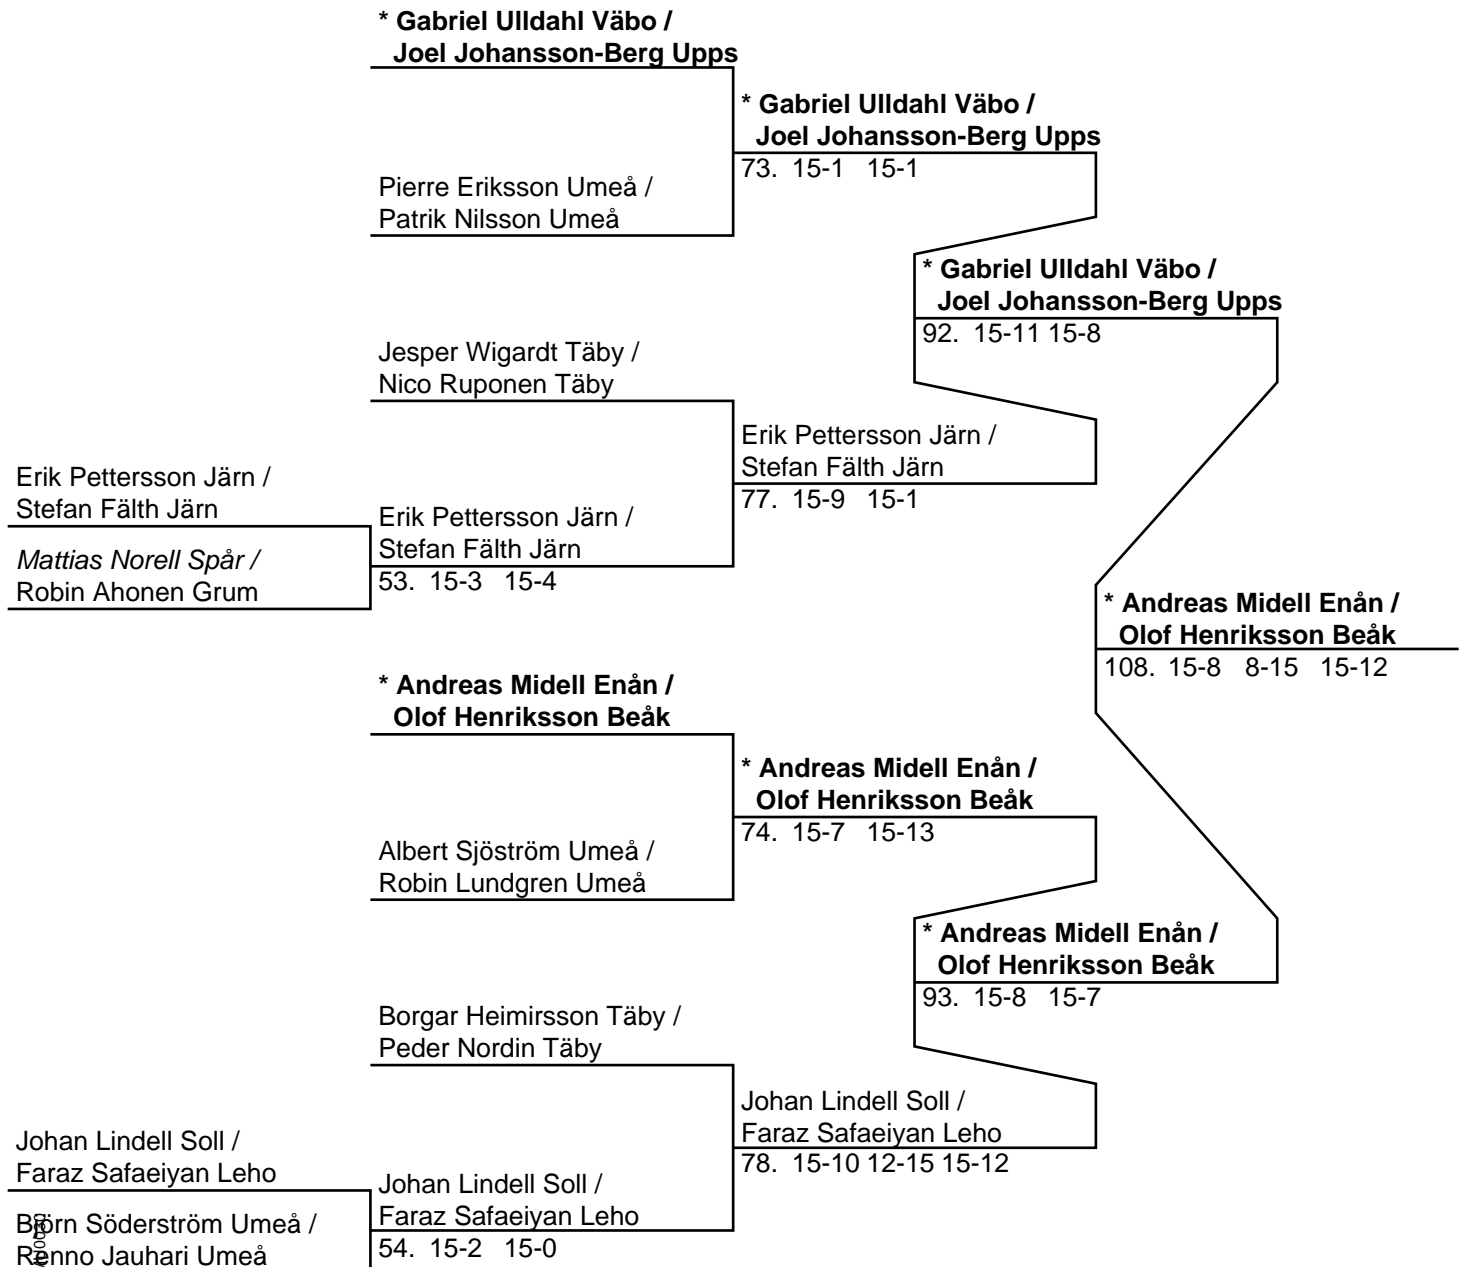 * Gabriel Ulldahl Väbo /
Joel Johansson-Berg Upps
* Gabriel Ulldahl Väbo /
Joel Johansson-Berg Upps
73. 15-1 15-1
Pierre Eriksson Umeå /
Patrik Nilsson Umeå
* Gabriel Ulldahl Väbo /
Joel Johansson-Berg Upps
92. 15-11 15-8
Jesper Wigardt Täby /
Nico Ruponen Täby
Erik Pettersson Järn /
Stefan Fälth Järn
77. 15-9 15-1
Erik Pettersson Järn /
Stefan Fälth Järn
Erik Pettersson Järn /
Stefan Fälth Järn
53. 15-3 15-4
Mattias Norell Spår /
Robin Ahonen Grum
* Andreas Midell Enån /
Olof Henriksson Beåk
108. 15-8 8-15 15-12
* Andreas Midell Enån /
Olof Henriksson Beåk
* Andreas Midell Enån /
Olof Henriksson Beåk
74. 15-7 15-13
Albert Sjöström Umeå /
Robin Lundgren Umeå
* Andreas Midell Enån /
Olof Henriksson Beåk
93. 15-8 15-7
Borgar Heimirsson Täby /
Peder Nordin Täby
Johan Lindell Soll /
Faraz Safaeiyan Leho
78. 15-10 12-15 15-12
Johan Lindell Soll /
Faraz Safaeiyan Leho
Johan Lindell Soll /
Faraz Safaeiyan Leho
54. 15-2 15-0
Björn Söderström Umeå /
Renno Jauhari Umeå